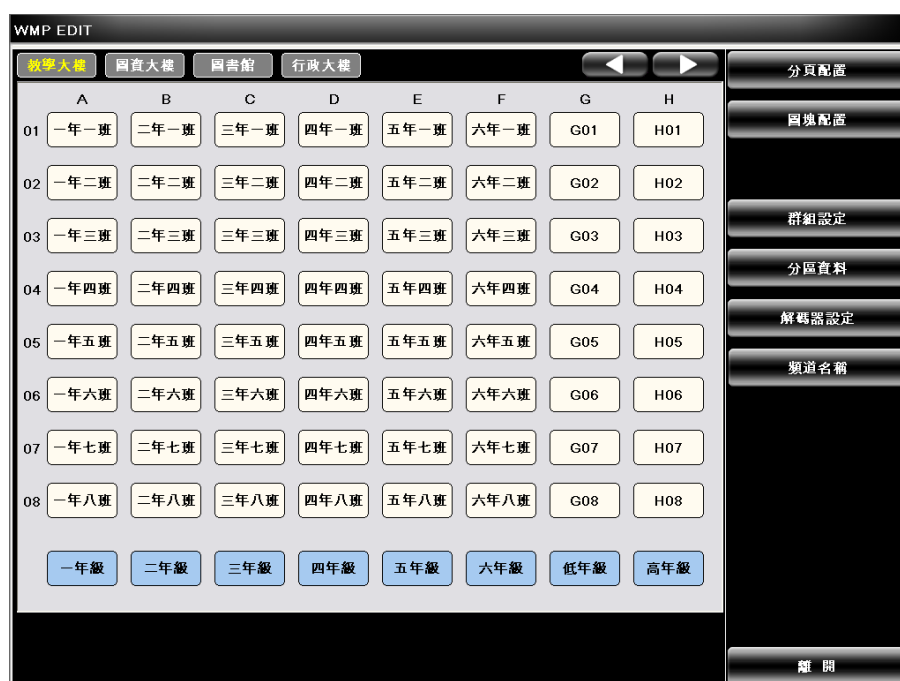 WMP EDIT
教學大樓 圖資大樓 圖書館 行政大樓
分頁配置
A B C D E F G H
01 一年一班 二年一班 三年一班 四年一班 五年一班 六年一班 G01 H01
圖塊配置
02 一年二班 二年二班 三年二班 四年二班 五年二班 六年二班 G02 H02
群組設定
03 一年三班 二年三班 三年三班 四年三班 五年三班 六年三班 G03 H03
分區資料
04 一年四班 二年四班 三年四班 四年四班 五年四班 六年四班 G04 H04
解碼器設定
05 一年五班 二年五班 三年五班 四年五班 五年五班 六年五班 G05 H05
頻道名稱
06 一年六班 二年六班 三年六班 四年六班 五年六班 六年六班 G06 H06
07 一年七班 二年七班 三年七班 四年七班 五年七班 六年七班 G07 H07
08 一年八班 二年八班 三年八班 四年八班 五年八班 六年八班 G08 H08
一年級 二年級 三年級 四年級 五年級 六年級 低年級 高年級
離 開